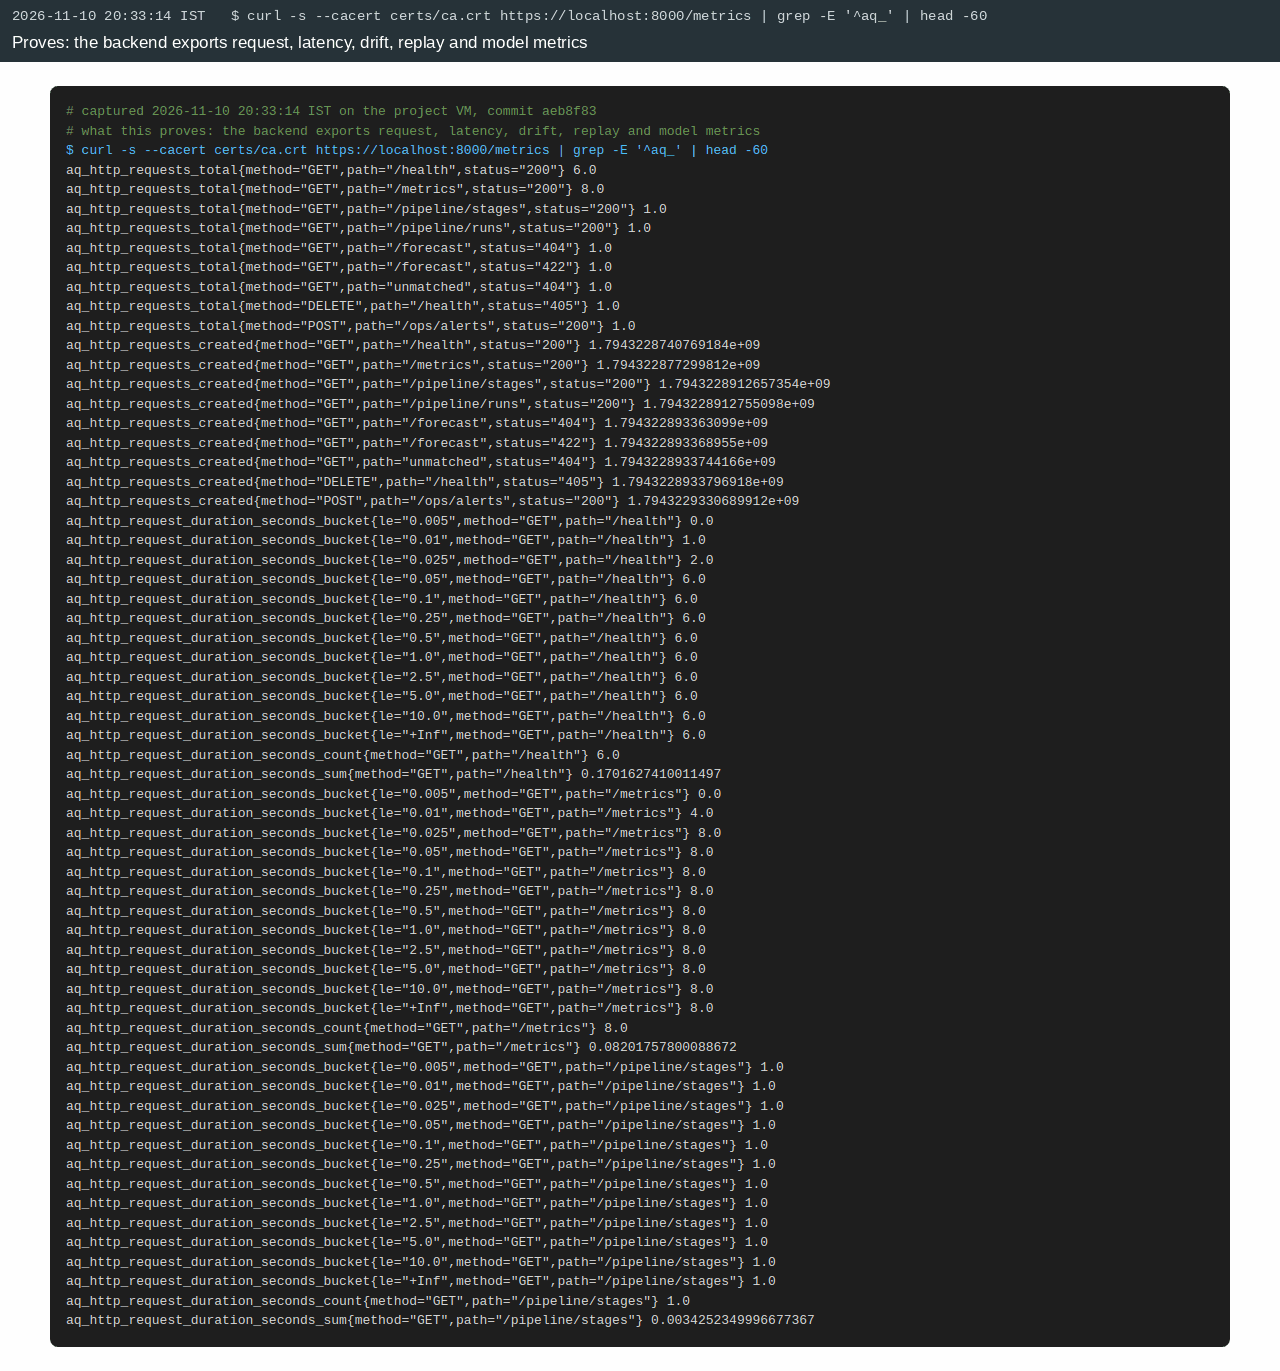 2026-11-10 20:33:14 IST   $ curl -s --cacert certs/ca.crt https://localhost:8000/metrics | grep -E '^aq_' | head -60
Proves: the backend exports request, latency, drift, replay and model metrics
# captured 2026-11-10 20:33:14 IST on the project VM, commit aeb8f83
# what this proves: the backend exports request, latency, drift, replay and model metrics
$ curl -s --cacert certs/ca.crt https://localhost:8000/metrics | grep -E '^aq_' | head -60
aq_http_requests_total{method="GET",path="/health",status="200"} 6.0
aq_http_requests_total{method="GET",path="/metrics",status="200"} 8.0
aq_http_requests_total{method="GET",path="/pipeline/stages",status="200"} 1.0
aq_http_requests_total{method="GET",path="/pipeline/runs",status="200"} 1.0
aq_http_requests_total{method="GET",path="/forecast",status="404"} 1.0
aq_http_requests_total{method="GET",path="/forecast",status="422"} 1.0
aq_http_requests_total{method="GET",path="unmatched",status="404"} 1.0
aq_http_requests_total{method="DELETE",path="/health",status="405"} 1.0
aq_http_requests_total{method="POST",path="/ops/alerts",status="200"} 1.0
aq_http_requests_created{method="GET",path="/health",status="200"} 1.7943228740769184e+09
aq_http_requests_created{method="GET",path="/metrics",status="200"} 1.794322877299812e+09
aq_http_requests_created{method="GET",path="/pipeline/stages",status="200"} 1.7943228912657354e+09
aq_http_requests_created{method="GET",path="/pipeline/runs",status="200"} 1.7943228912755098e+09
aq_http_requests_created{method="GET",path="/forecast",status="404"} 1.794322893363099e+09
aq_http_requests_created{method="GET",path="/forecast",status="422"} 1.794322893368955e+09
aq_http_requests_created{method="GET",path="unmatched",status="404"} 1.7943228933744166e+09
aq_http_requests_created{method="DELETE",path="/health",status="405"} 1.7943228933796918e+09
aq_http_requests_created{method="POST",path="/ops/alerts",status="200"} 1.7943229330689912e+09
aq_http_request_duration_seconds_bucket{le="0.005",method="GET",path="/health"} 0.0
aq_http_request_duration_seconds_bucket{le="0.01",method="GET",path="/health"} 1.0
aq_http_request_duration_seconds_bucket{le="0.025",method="GET",path="/health"} 2.0
aq_http_request_duration_seconds_bucket{le="0.05",method="GET",path="/health"} 6.0
aq_http_request_duration_seconds_bucket{le="0.1",method="GET",path="/health"} 6.0
aq_http_request_duration_seconds_bucket{le="0.25",method="GET",path="/health"} 6.0
aq_http_request_duration_seconds_bucket{le="0.5",method="GET",path="/health"} 6.0
aq_http_request_duration_seconds_bucket{le="1.0",method="GET",path="/health"} 6.0
aq_http_request_duration_seconds_bucket{le="2.5",method="GET",path="/health"} 6.0
aq_http_request_duration_seconds_bucket{le="5.0",method="GET",path="/health"} 6.0
aq_http_request_duration_seconds_bucket{le="10.0",method="GET",path="/health"} 6.0
aq_http_request_duration_seconds_bucket{le="+Inf",method="GET",path="/health"} 6.0
aq_http_request_duration_seconds_count{method="GET",path="/health"} 6.0
aq_http_request_duration_seconds_sum{method="GET",path="/health"} 0.1701627410011497
aq_http_request_duration_seconds_bucket{le="0.005",method="GET",path="/metrics"} 0.0
aq_http_request_duration_seconds_bucket{le="0.01",method="GET",path="/metrics"} 4.0
aq_http_request_duration_seconds_bucket{le="0.025",method="GET",path="/metrics"} 8.0
aq_http_request_duration_seconds_bucket{le="0.05",method="GET",path="/metrics"} 8.0
aq_http_request_duration_seconds_bucket{le="0.1",method="GET",path="/metrics"} 8.0
aq_http_request_duration_seconds_bucket{le="0.25",method="GET",path="/metrics"} 8.0
aq_http_request_duration_seconds_bucket{le="0.5",method="GET",path="/metrics"} 8.0
aq_http_request_duration_seconds_bucket{le="1.0",method="GET",path="/metrics"} 8.0
aq_http_request_duration_seconds_bucket{le="2.5",method="GET",path="/metrics"} 8.0
aq_http_request_duration_seconds_bucket{le="5.0",method="GET",path="/metrics"} 8.0
aq_http_request_duration_seconds_bucket{le="10.0",method="GET",path="/metrics"} 8.0
aq_http_request_duration_seconds_bucket{le="+Inf",method="GET",path="/metrics"} 8.0
aq_http_request_duration_seconds_count{method="GET",path="/metrics"} 8.0
aq_http_request_duration_seconds_sum{method="GET",path="/metrics"} 0.08201757800088672
aq_http_request_duration_seconds_bucket{le="0.005",method="GET",path="/pipeline/stages"} 1.0
aq_http_request_duration_seconds_bucket{le="0.01",method="GET",path="/pipeline/stages"} 1.0
aq_http_request_duration_seconds_bucket{le="0.025",method="GET",path="/pipeline/stages"} 1.0
aq_http_request_duration_seconds_bucket{le="0.05",method="GET",path="/pipeline/stages"} 1.0
aq_http_request_duration_seconds_bucket{le="0.1",method="GET",path="/pipeline/stages"} 1.0
aq_http_request_duration_seconds_bucket{le="0.25",method="GET",path="/pipeline/stages"} 1.0
aq_http_request_duration_seconds_bucket{le="0.5",method="GET",path="/pipeline/stages"} 1.0
aq_http_request_duration_seconds_bucket{le="1.0",method="GET",path="/pipeline/stages"} 1.0
aq_http_request_duration_seconds_bucket{le="2.5",method="GET",path="/pipeline/stages"} 1.0
aq_http_request_duration_seconds_bucket{le="5.0",method="GET",path="/pipeline/stages"} 1.0
aq_http_request_duration_seconds_bucket{le="10.0",method="GET",path="/pipeline/stages"} 1.0
aq_http_request_duration_seconds_bucket{le="+Inf",method="GET",path="/pipeline/stages"} 1.0
aq_http_request_duration_seconds_count{method="GET",path="/pipeline/stages"} 1.0
aq_http_request_duration_seconds_sum{method="GET",path="/pipeline/stages"} 0.0034252349996677367